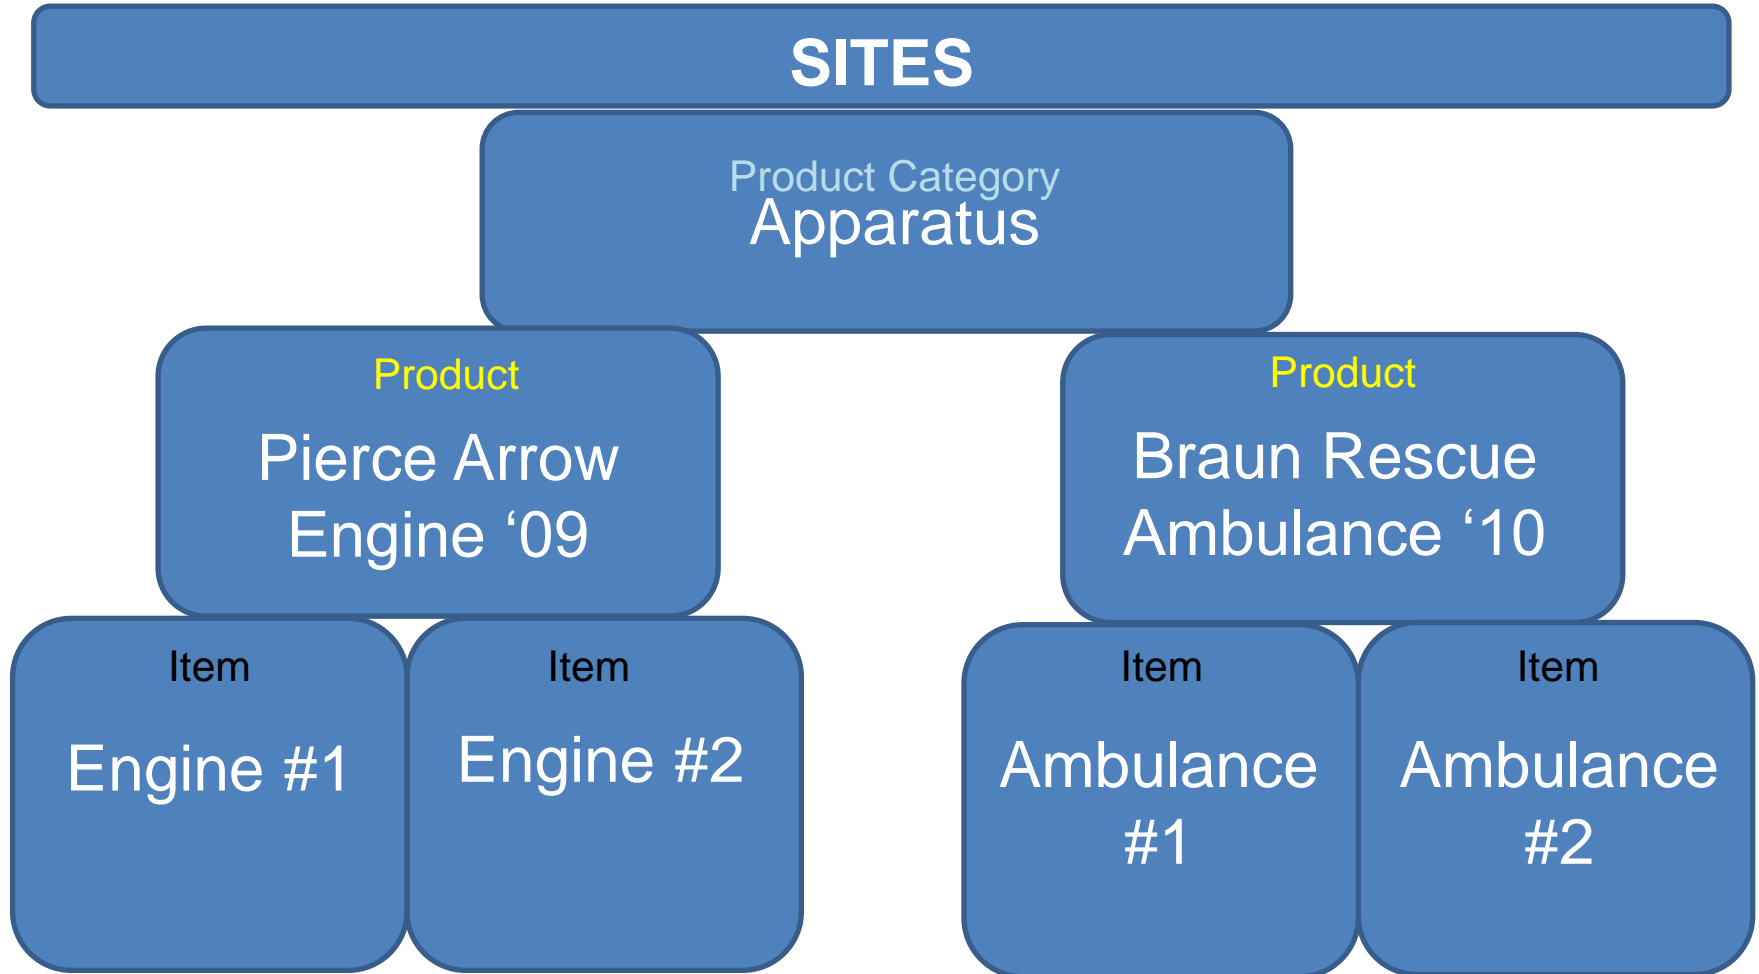 SITES
Product Category
Apparatus
Product
Pierce Arrow
Engine ‘09
Product
Braun Rescue
Ambulance ‘10
Item
Engine #1
Item
Engine #2
Item
Ambulance
#1
Item
Ambulance
#2